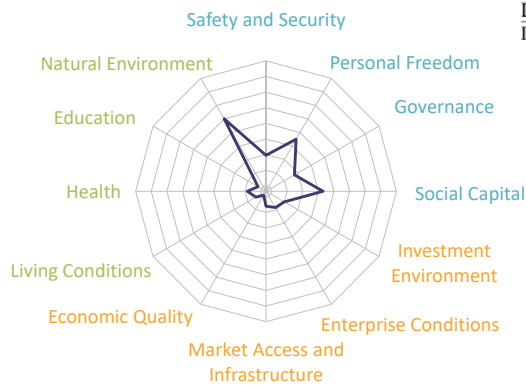 Safety and Security
Natural Environment
Personal Freedom
Education
Governance
Health
Social Capital
Investment
Environment
Living Conditions
Economic Quality
Enterprise Conditions
Market Access and
Infrastructure